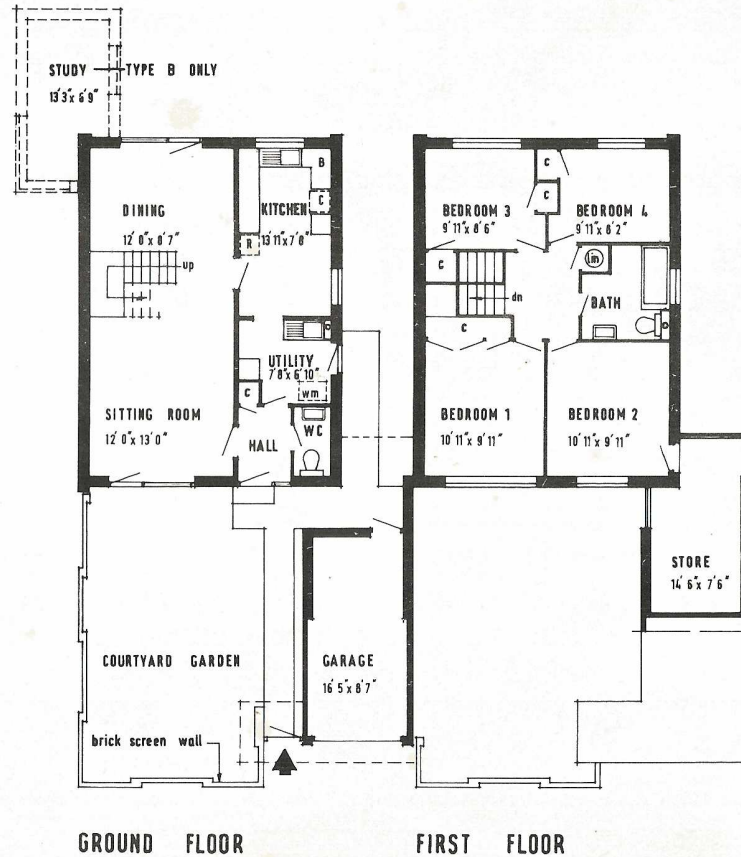 STUDY TYPE B ONLY
13'3"x 6'9"
DINING
12'0"x 8'7"
up
B
C
KITCHEN
13'11"x 7'8"
R
UTILITY
7'8"x 6'10"
wm
C
SITTING ROOM
12'0"x 13'0"
HALL
WC
BEDROOM 3
9'11"x 8'6"
C
C
BEDROOM 4
9'11"x 8'2"
C
lin
BATH
dn
C
BEDROOM 1
10'11"x 9'11"
BEDROOM 2
10'11"x 9'11"
STORE
14'6"x 7'6"
COURTYARD GARDEN
GARAGE
16'5"x 8'7"
brick screen wall
GROUND FLOOR
FIRST FLOOR